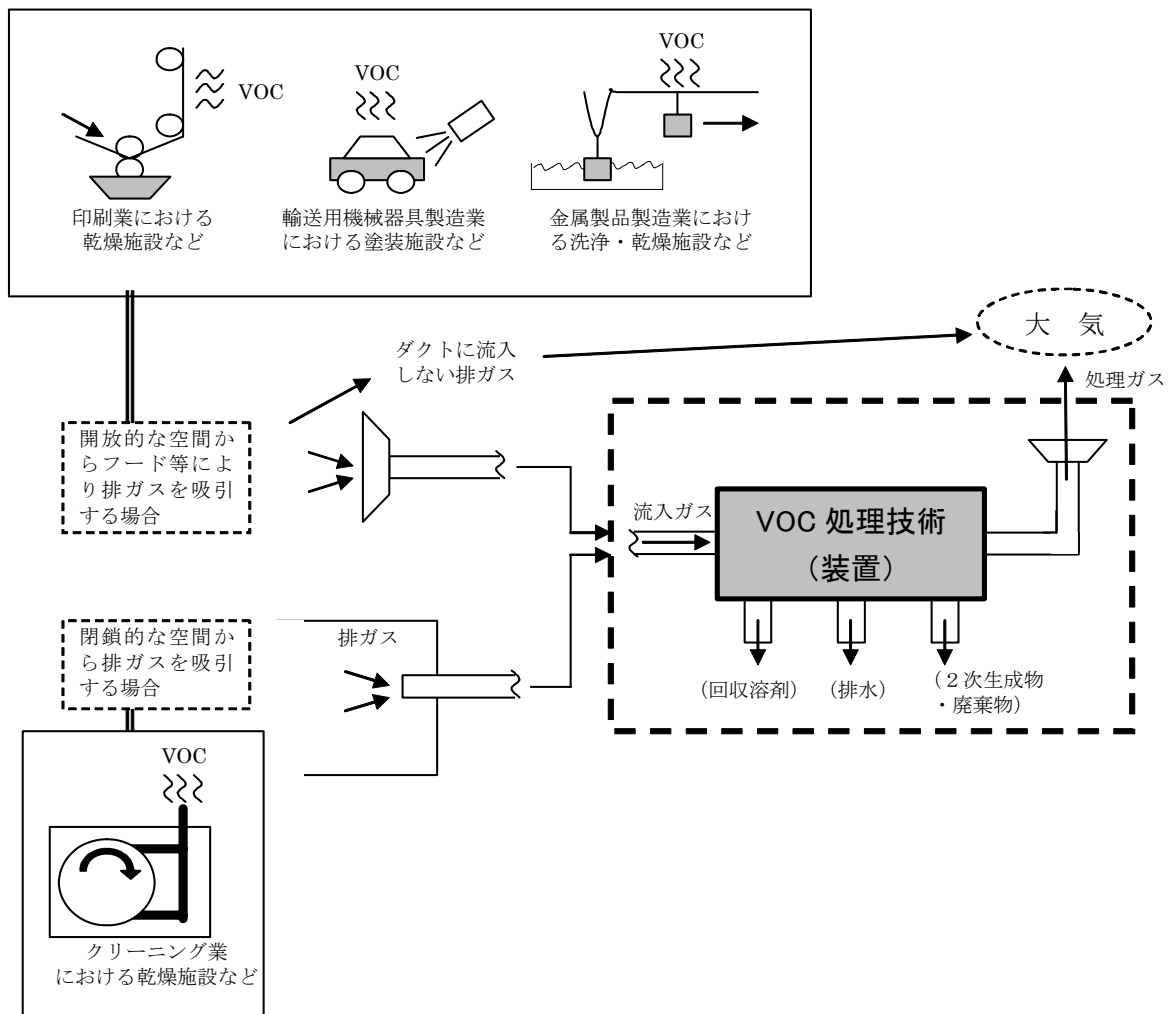 VOC
印刷業における
乾燥施設など
VOC
輸送用機械器具製造業
における塗装施設など
VOC
金属製品製造業におけ
る洗浄・乾燥施設など
大　気
ダクトに流入
しない排ガス
処理ガス
開放的な空間か
らフード等によ
り排ガスを吸引
する場合
流入ガス
VOC 処理技術
（装置）
閉鎖的な空間か
ら排ガスを吸引
する場合
排ガス
（回収溶剤）
（排水）
（２次生成物
・廃棄物）
VOC
クリーニング業
における乾燥施設など